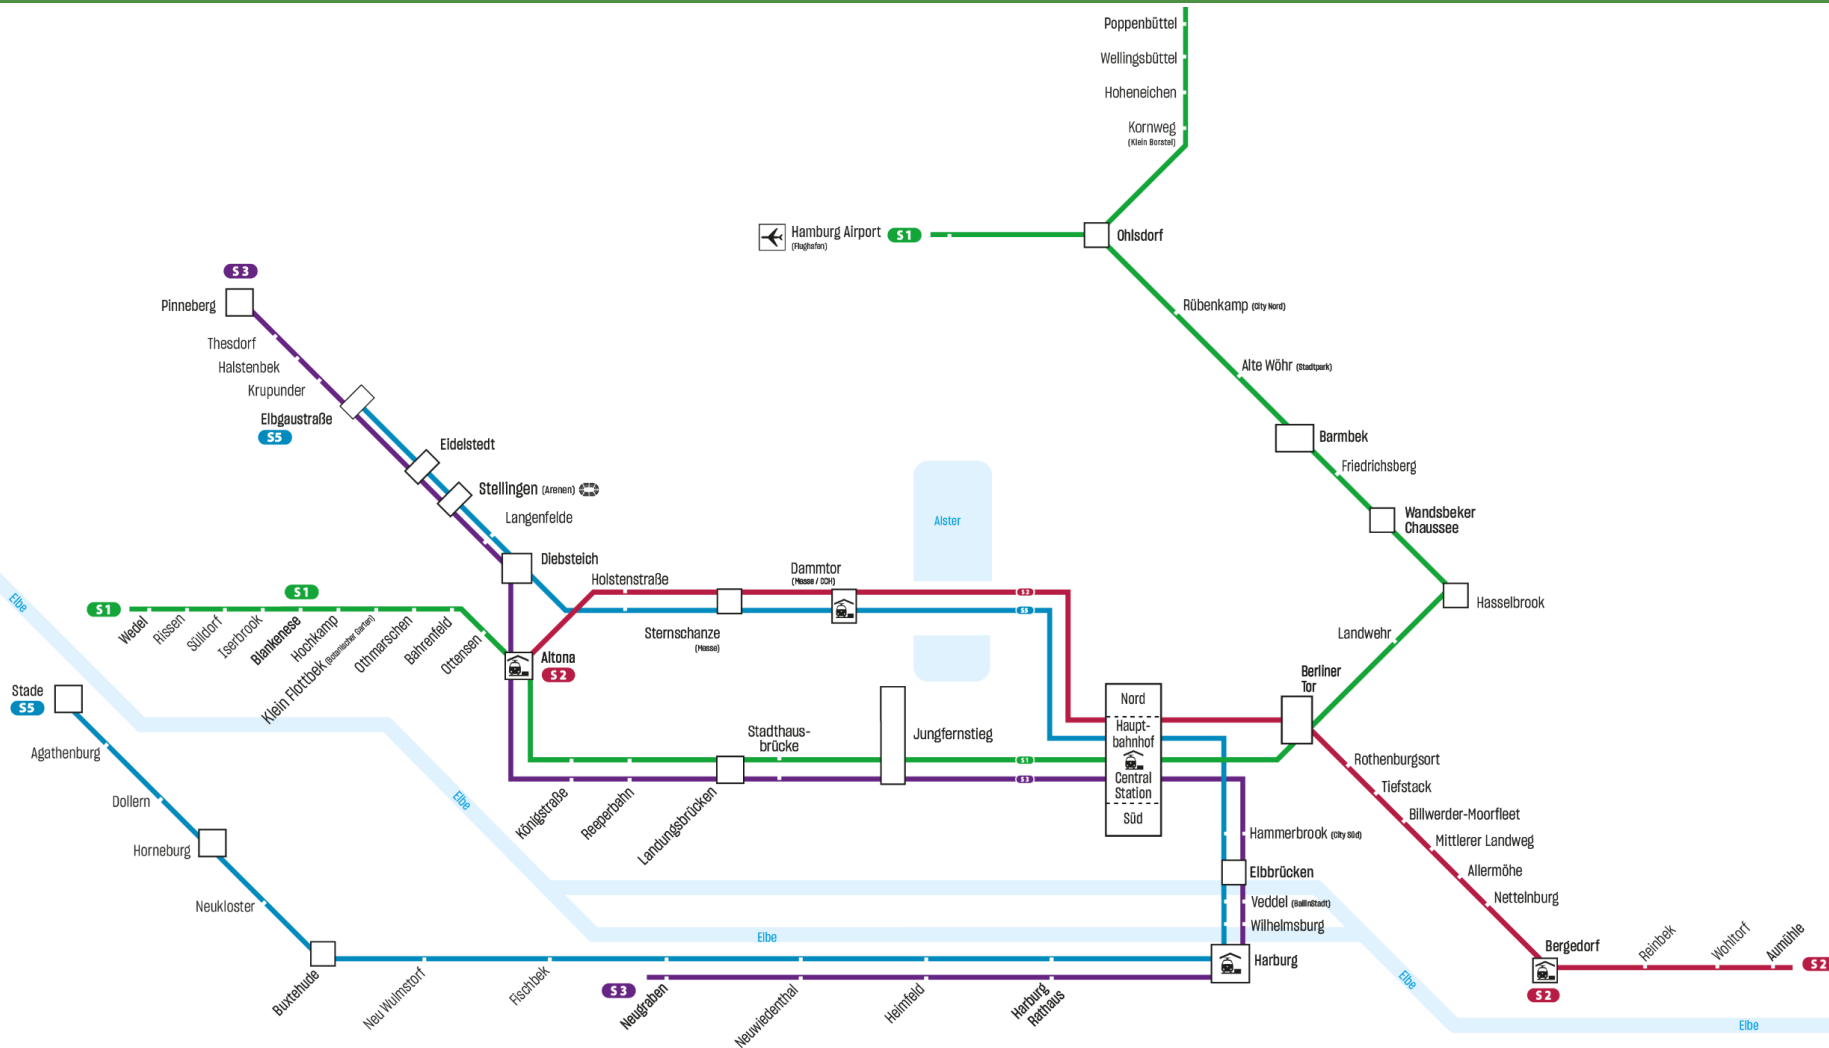 Poppenbüttel
Wellingsbüttel
Hoheneichen
Kornweg
(Klein Borstel)
Hamburg Airport
(Flughafen)
S1
Ohlsdorf
Rübenkamp (City Nord)
Alte Wöhr (Stadtpark)
Barmbek
Friedrichsberg
Wandsbeker
Chaussee
Hasselbrook
Landwehr
Berliner
Tor
S3
Pinneberg
Thesdorf
Halstenbek
Krupunder
Elbgaustraße
S5
Eidelstedt
Stellingen (Arenen)
Langenfelde
Diebsteich
Holstenstraße
Sternschanze
(Messe)
Dammtor
(Messe / CCH)
Alster
S2
S5
Elbe
S1
S1
Wedel
Rissen
Sülldorf
Iserbrook
Blankenese
Hochkamp
Klein Flottbek (Botanischer Garten)
Othmarschen
Bahrenfeld
Ottensen
Altona
S2
Königstraße
Reeperbahn
Landungsbrücken
Stadthaus-
brücke
Jungfernstieg
S1
S3
Nord
Haupt-
bahnhof
Central
Station
Süd
Stade
S5
Agathenburg
Dollern
Horneburg
Neukloster
Buxtehude
Neu Wulmstorf
Fischbek
S3
Neugraben
Neuwiedenthal
Heimfeld
Harburg
Rathaus
Elbe
Elbe
Hammerbrook (City Süd)
Elbbrücken
Veddel (BallinStadt)
Wilhelmsburg
Harburg
Rothenburgsort
Tiefstack
Billwerder-Moorfleet
Mittlerer Landweg
Allermöhe
Nettelnburg
Bergedorf
S2
Reinbek
Wohltorf
Aumühle
S2
Elbe
Elbe